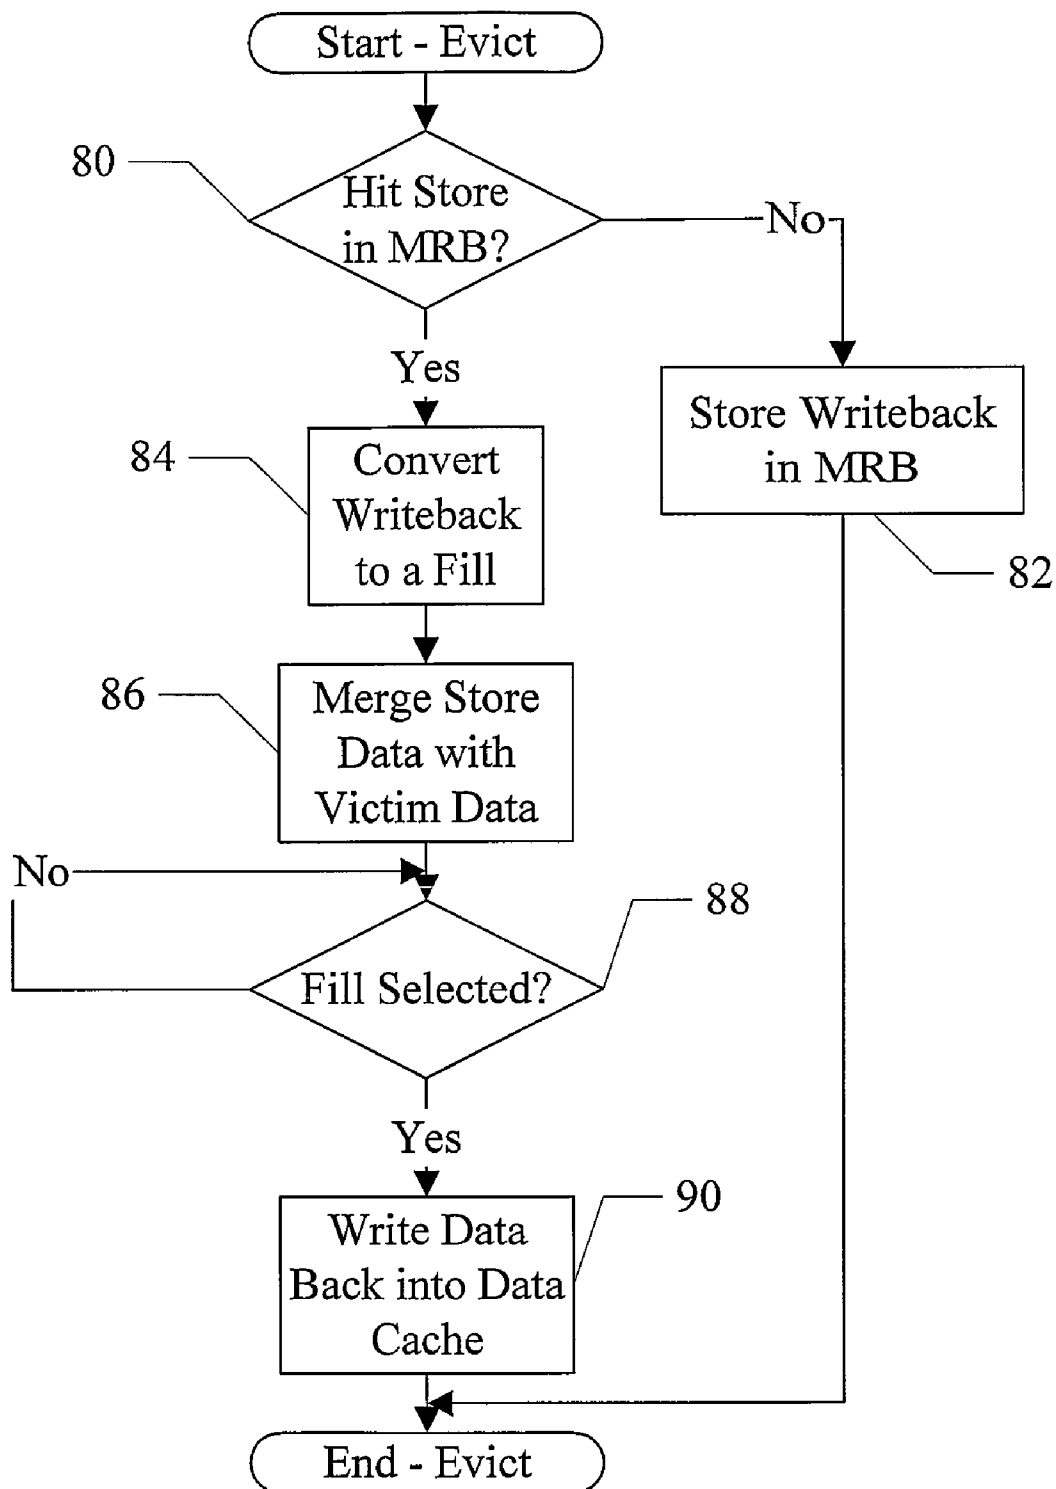 Start - Evict
80
Hit Store
in MRB?
No
Yes
Store Writeback
in MRB
82
84
Convert
Writeback
to a Fill
86
Merge Store
Data with
Victim Data
No
88
Fill Selected?
Yes
90
Write Data
Back into Data
Cache
End - Evict